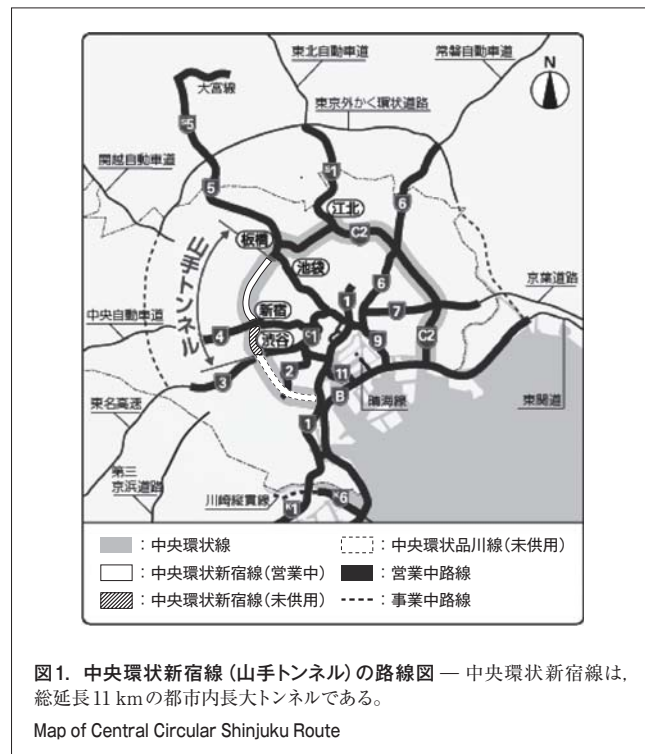 東北自動車道
常磐自動車道
N
大宮線
東京外かく環状道路
S5
S1
関越自動車道
5
6
江北
板橋
C2
池袋
山手トンネル
6
京葉道路
1
新宿
7
中央自動車道
4
C1
渋谷
9
C2
2
11
3
B
東名高速
晴海線
東関道
1
第三
京浜道路
川崎縦貫線
K6
K1
:中央環状線
:中央環状品川線(未供用)
:中央環状新宿線(営業中)
:営業中路線
:中央環状新宿線(未供用)
:事業中路線
図1. 中央環状新宿線(山手トンネル)の路線図 — 中央環状新宿線は,
総延長11 kmの都市内長大トンネルである。
Map of Central Circular Shinjuku Route